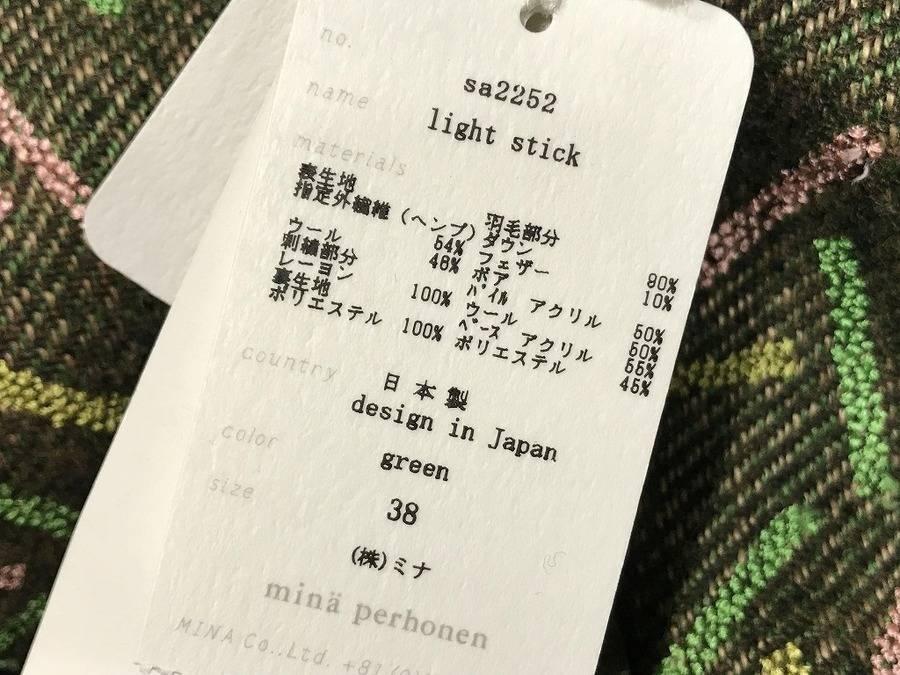 no.
sa2252
name
light stick
materials
表生地
指定外繊維(ヘンプ)
54%
ウール 46%
刺繍部分
レーヨン 100%
裏生地
ポリエステル 100%
羽毛部分
ダウン 90%
フェザー 10%
ボア
ﾊﾟｲﾙ アクリル 50%
ウール 50%
ﾍﾞｰｽ アクリル 55%
ポリエステル 45%
country
日本製
design in Japan
color
green
size
38
(株)ミナ
minä perhonen
MINA Co.,Ltd. +81(0)